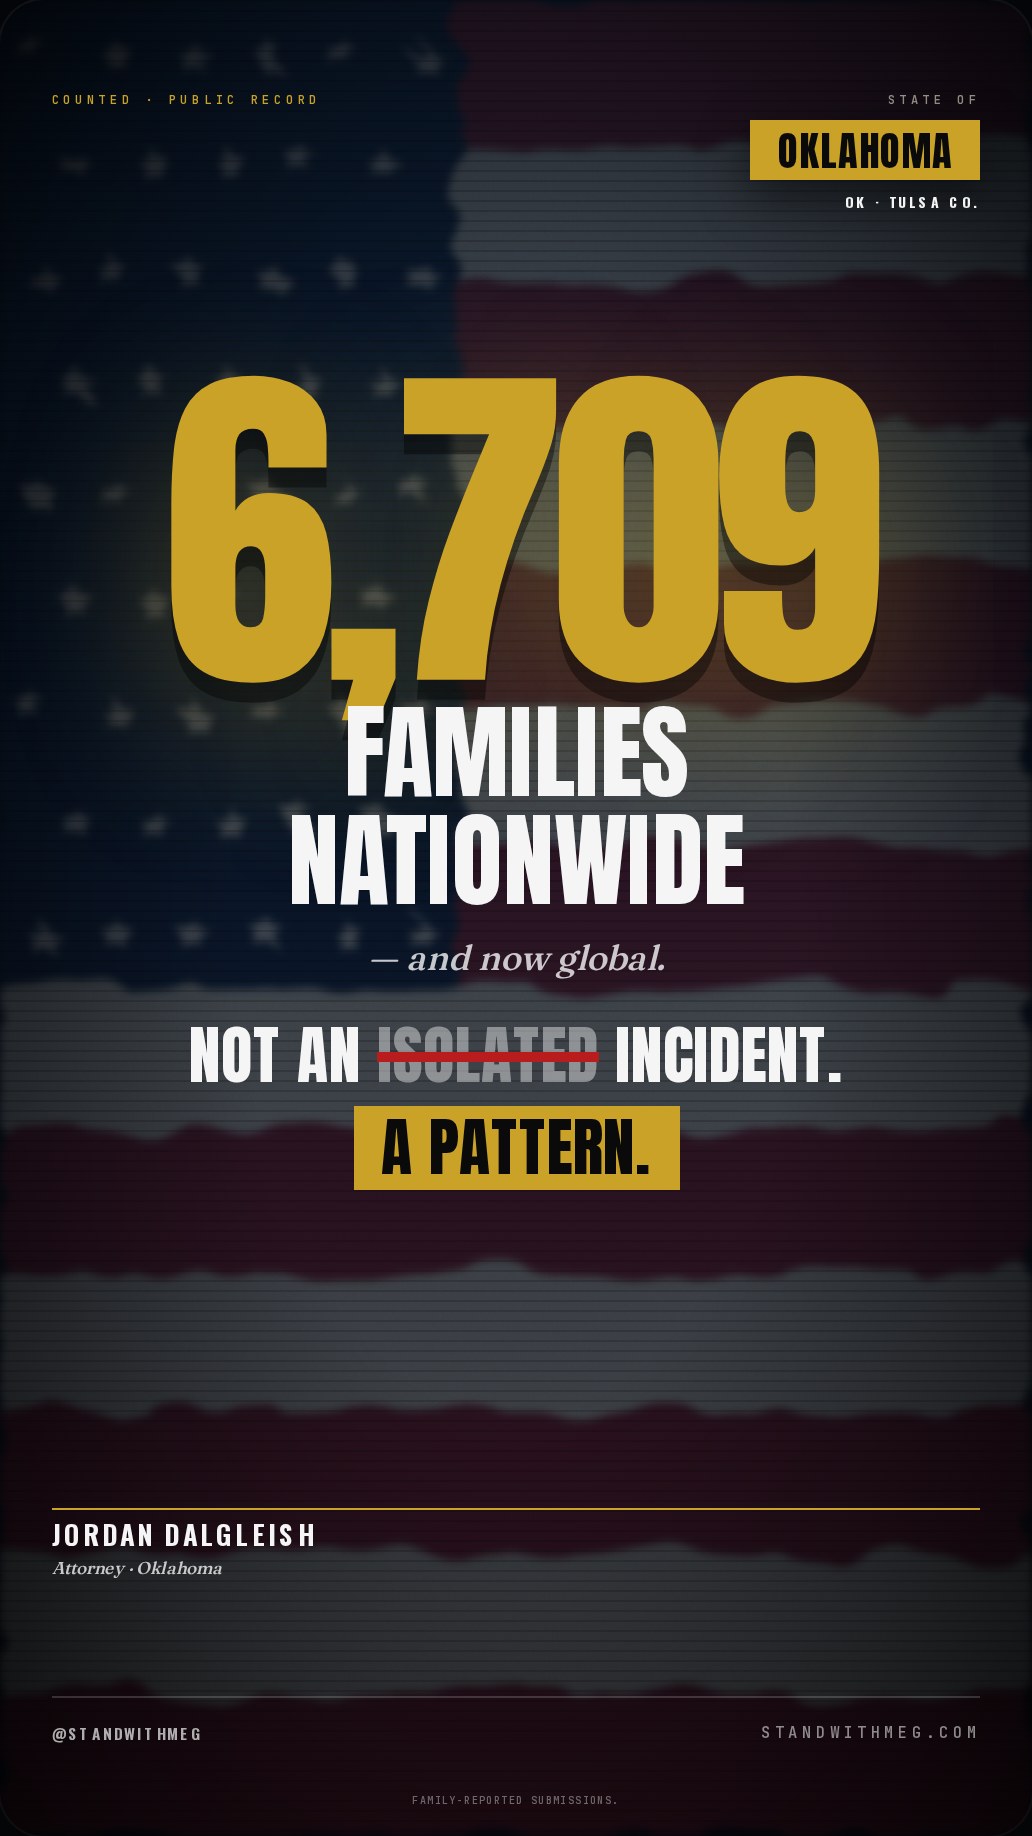 COUNTED · PUBLIC RECORD
STATE OF
OKLAHOMA
OK · TULSA CO.
6,709
FAMILIES
NATIONWIDE
— and now global.
NOT AN ISOLATED INCIDENT.
A PATTERN.
JORDAN DALGLEISH
Attorney · Oklahoma
@STANDWITHMEG
STANDWITHMEG.COM
FAMILY-REPORTED SUBMISSIONS.